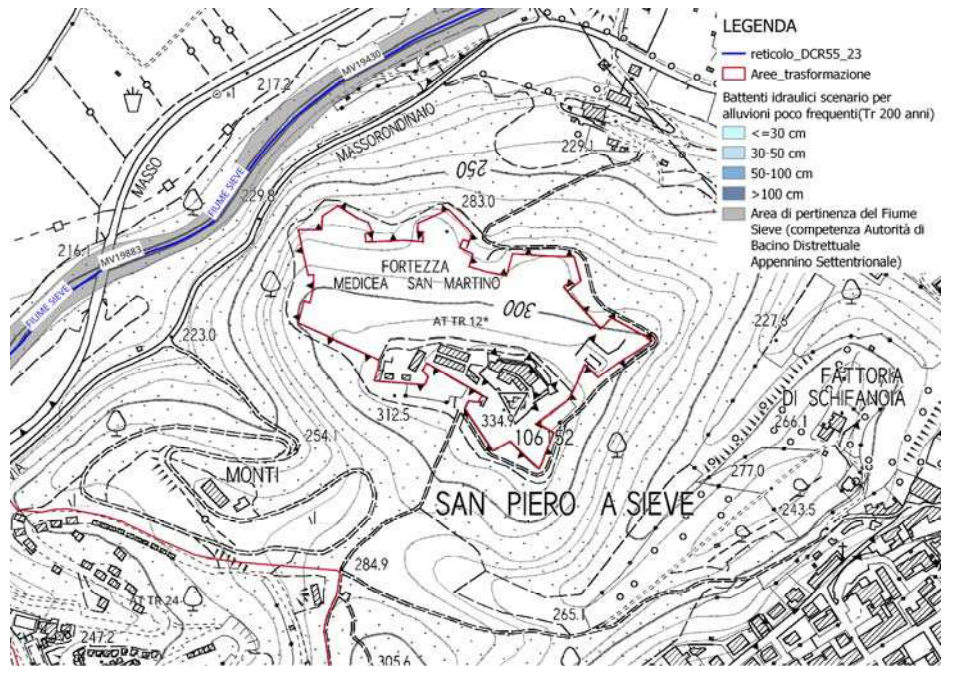 LEGENDA
reticolo_DCR55_23
Aree_trasformazione
Battenti idraulici scenario per
alluvioni poco frequenti(Tr 200 anni)
<=30 cm
30-50 cm
50-100 cm
>100 cm
Area di pertinenza del Fiume
Sieve (competenza Autorità di
Bacino Distrettuale
Appennino Settentrionale)
217.2
MV19430
MASSORONDINAIO
MASSO
229.1
250
283.0
229.8
FIUME SIEVE
216.1
MV19883
FIUME SIEVE
FORTEZZA
MEDICEA SAN MARTINO
300
AT TR 12*
223.0
227.6
FATTORIA
DI SCHIFANOIA
266.1
312.5
334.9
106152
254.1
MONTI
277.0
SAN PIERO A SIEVE
243.5
284.9
265.1
TR 24
247.2
305.6